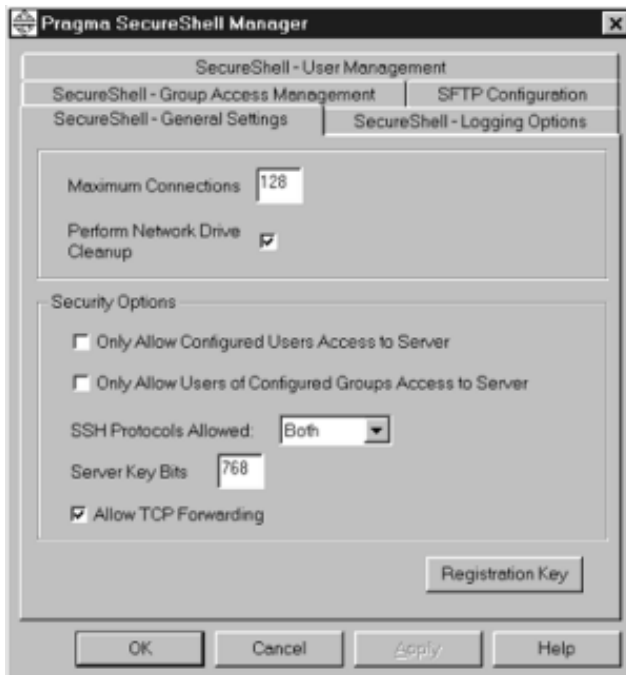 Pragma SecureShell Manager
SecureShell - User Management
SecureShell - Group Access Management
SFTP Configuration
SecureShell - General Settings
SecureShell - Logging Options
Maximum Connections 128
Perform Network Drive
Cleanup
Security Options
Only Allow Configured Users Access to Server
Only Allow Users of Configured Groups Access to Server
SSH Protocols Allowed: Both
Server Key Bits 768
Allow TCP Forwarding
Registration Key
OK Cancel Apply Help